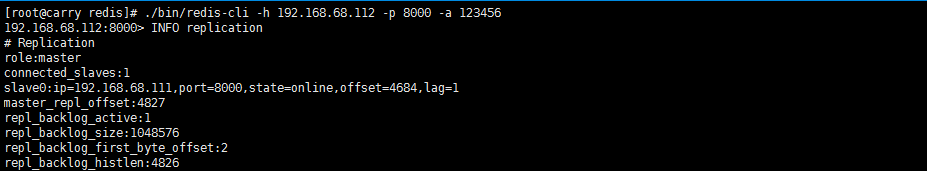 [root@carry redis]# ./bin/redis-cli -h 192.168.68.112 -p 8000 -a 123456
192.168.68.112:8000> INFO replication
# Replication
role:master
connected_slaves:1
slave0:ip=192.168.68.111,port=8000,state=online,offset=4684,lag=1
master_repl_offset:4827
repl_backlog_active:1
repl_backlog_size:1048576
repl_backlog_first_byte_offset:2
repl_backlog_histlen:4826